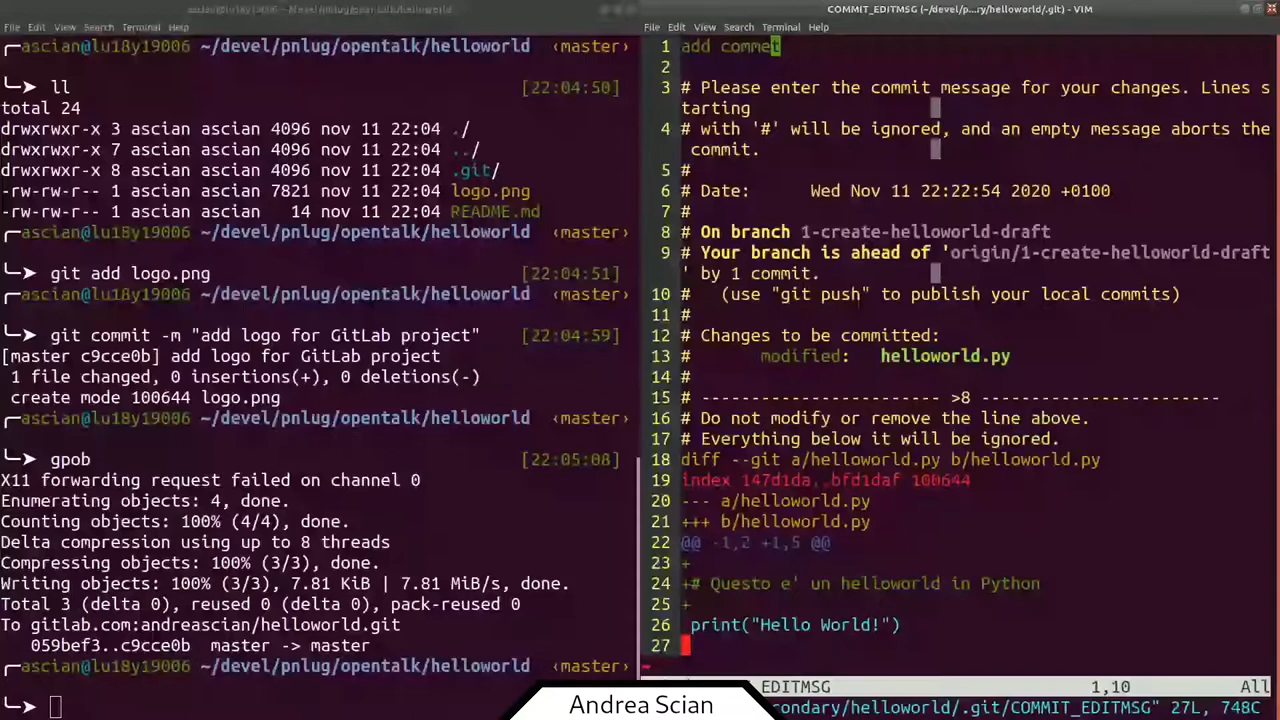 ascian@lu18y19006 ~/devel/pnlug/opentalk/helloworld
File Edit View Search Terminal Help
╭─ascian@lu18y19006 ~/devel/pnlug/opentalk/helloworld ‹master›
╰─➤ ll [22:04:50]
total 24
drwxrwxr-x 3 ascian ascian 4096 nov 11 22:04 ./
drwxrwxr-x 7 ascian ascian 4096 nov 11 22:04 ../
drwxrwxr-x 8 ascian ascian 4096 nov 11 22:04 .git/
-rw-rw-r-- 1 ascian ascian 7821 nov 11 22:04 logo.png
-rw-rw-r-- 1 ascian ascian 14 nov 11 22:04 README.md
╭─ascian@lu18y19006 ~/devel/pnlug/opentalk/helloworld ‹master›
╰─➤ git add logo.png [22:04:51]
╭─ascian@lu18y19006 ~/devel/pnlug/opentalk/helloworld ‹master›
╰─➤ git commit -m "add logo for GitLab project" [22:04:59]
[master c9cce0b] add logo for GitLab project
1 file changed, 0 insertions(+), 0 deletions(-)
create mode 100644 logo.png
╭─ascian@lu18y19006 ~/devel/pnlug/opentalk/helloworld ‹master›
╰─➤ gpob [22:05:08]
X11 forwarding request failed on channel 0
Enumerating objects: 4, done.
Counting objects: 100% (4/4), done.
Delta compression using up to 8 threads
Compressing objects: 100% (3/3), done.
Writing objects: 100% (3/3), 7.81 KiB | 7.81 MiB/s, done.
Total 3 (delta 0), reused 0 (delta 0), pack-reused 0
To gitlab.com:andreascian/helloworld.git
059bef3..c9cce0b master -> master
╭─ascian@lu18y19006 ~/devel/pnlug/opentalk/helloworld ‹master›
╰─➤
COMMIT_EDITMSG (~/devel/p...ry/helloworld/.git) - VIM
File Edit View Search Terminal Help
1 add commet
2
3 # Please enter the commit message for your changes. Lines s
tarting
4 # with '#' will be ignored, and an empty message aborts the
commit.
5 #
6 # Date: Wed Nov 11 22:22:54 2020 +0100
7 #
8 # On branch 1-create-helloworld-draft
9 # Your branch is ahead of 'origin/1-create-helloworld-draft
' by 1 commit.
10 # (use "git push" to publish your local commits)
11 #
12 # Changes to be committed:
13 # modified: helloworld.py
14 #
15 # ------------------------ >8 ------------------------
16 # Do not modify or remove the line above.
17 # Everything below it will be ignored.
18 diff --git a/helloworld.py b/helloworld.py
19 index 147d1da..bfd1daf 100644
20 --- a/helloworld.py
21 +++ b/helloworld.py
22 @@ -1,2 +1,5 @@
23 +
24 +# Questo e' un helloworld in Python
25 +
26 print("Hello World!")
27
EDITMSG 1,10 All
ondary/helloworld/.git/COMMIT_EDITMSG" 27L, 748C
Andrea Scian